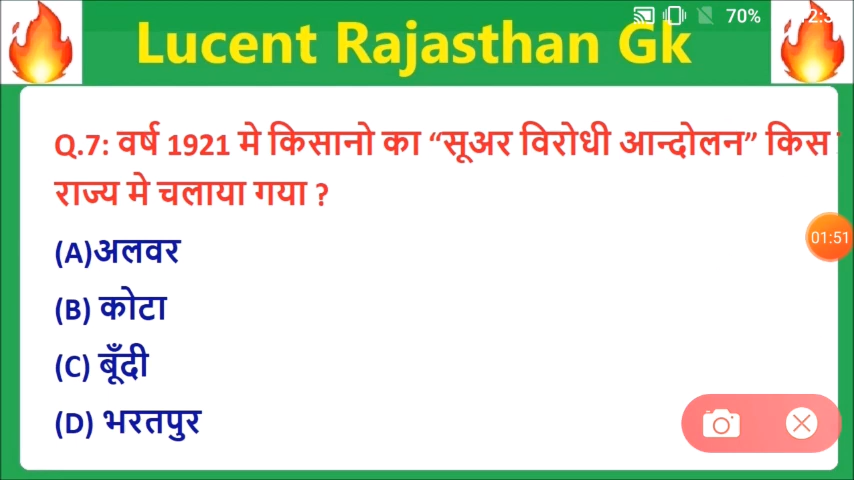 70%
Lucent Rajasthan Gk
Q.7: वर्ष 1921 मे किसानो का “सूअर विरोधी आन्दोलन” किस
राज्य मे चलाया गया ?
(A)अलवर
01:51
(B) कोटा
(C) बूँदी
(D) भरतपुर